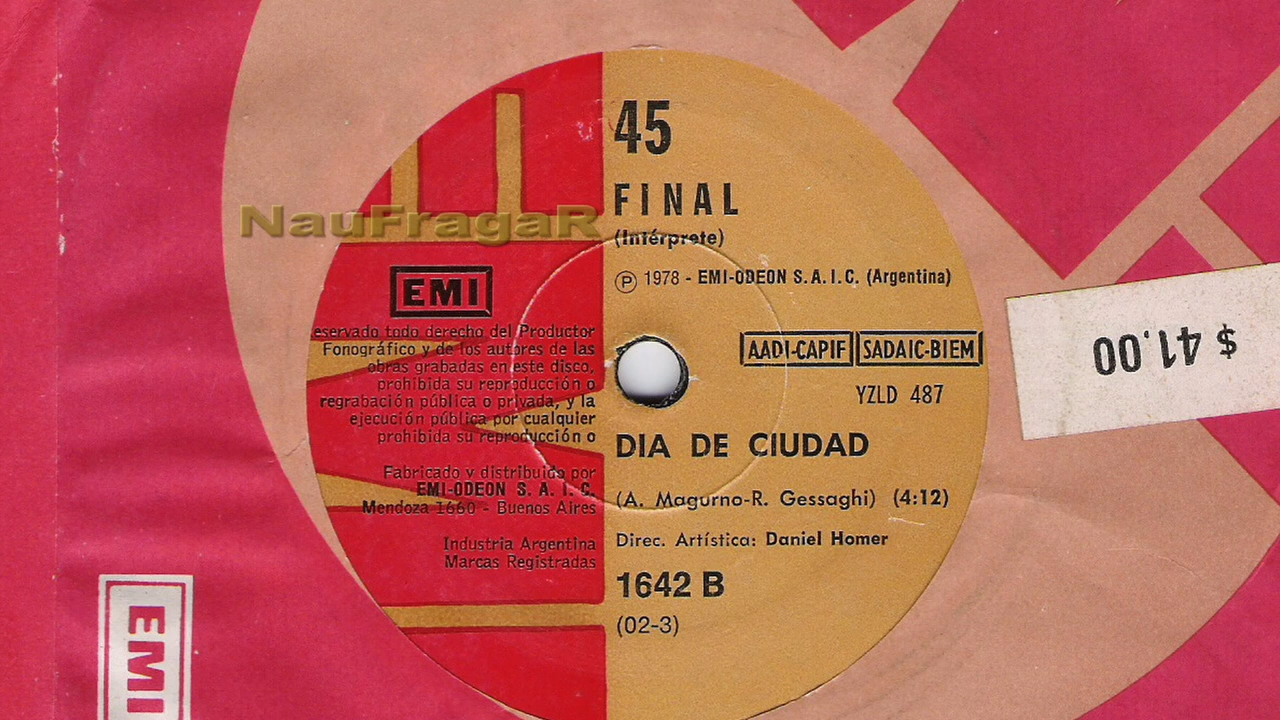 45
FINAL
(Intérprete)
Ⓟ 1978 - EMI-ODEON S.A.I.C. (Argentina)
NauFragaR
EMI
eservado todo derecho del Productor
Fonográfico y de los autores de las
obras grabadas en este disco,
prohibida su reproducción o
regrabación pública o privada, y la
ejecución pública por cualquier
prohibida su reproducción o
Fabricado y distribuido por
EMI-ODEON S. A. I. C.
Mendoza 1660 - Buenos Aires
Industria Argentina
Marcas Registradas
AADI-CAPIF SADAIC-BIEM
YZLD 487
DIA DE CIUDAD
(A. Magurno-R. Gessaghi) (4:12)
Direc. Artística: Daniel Homer
1642 B
(02-3)
$ 41.00
EMI